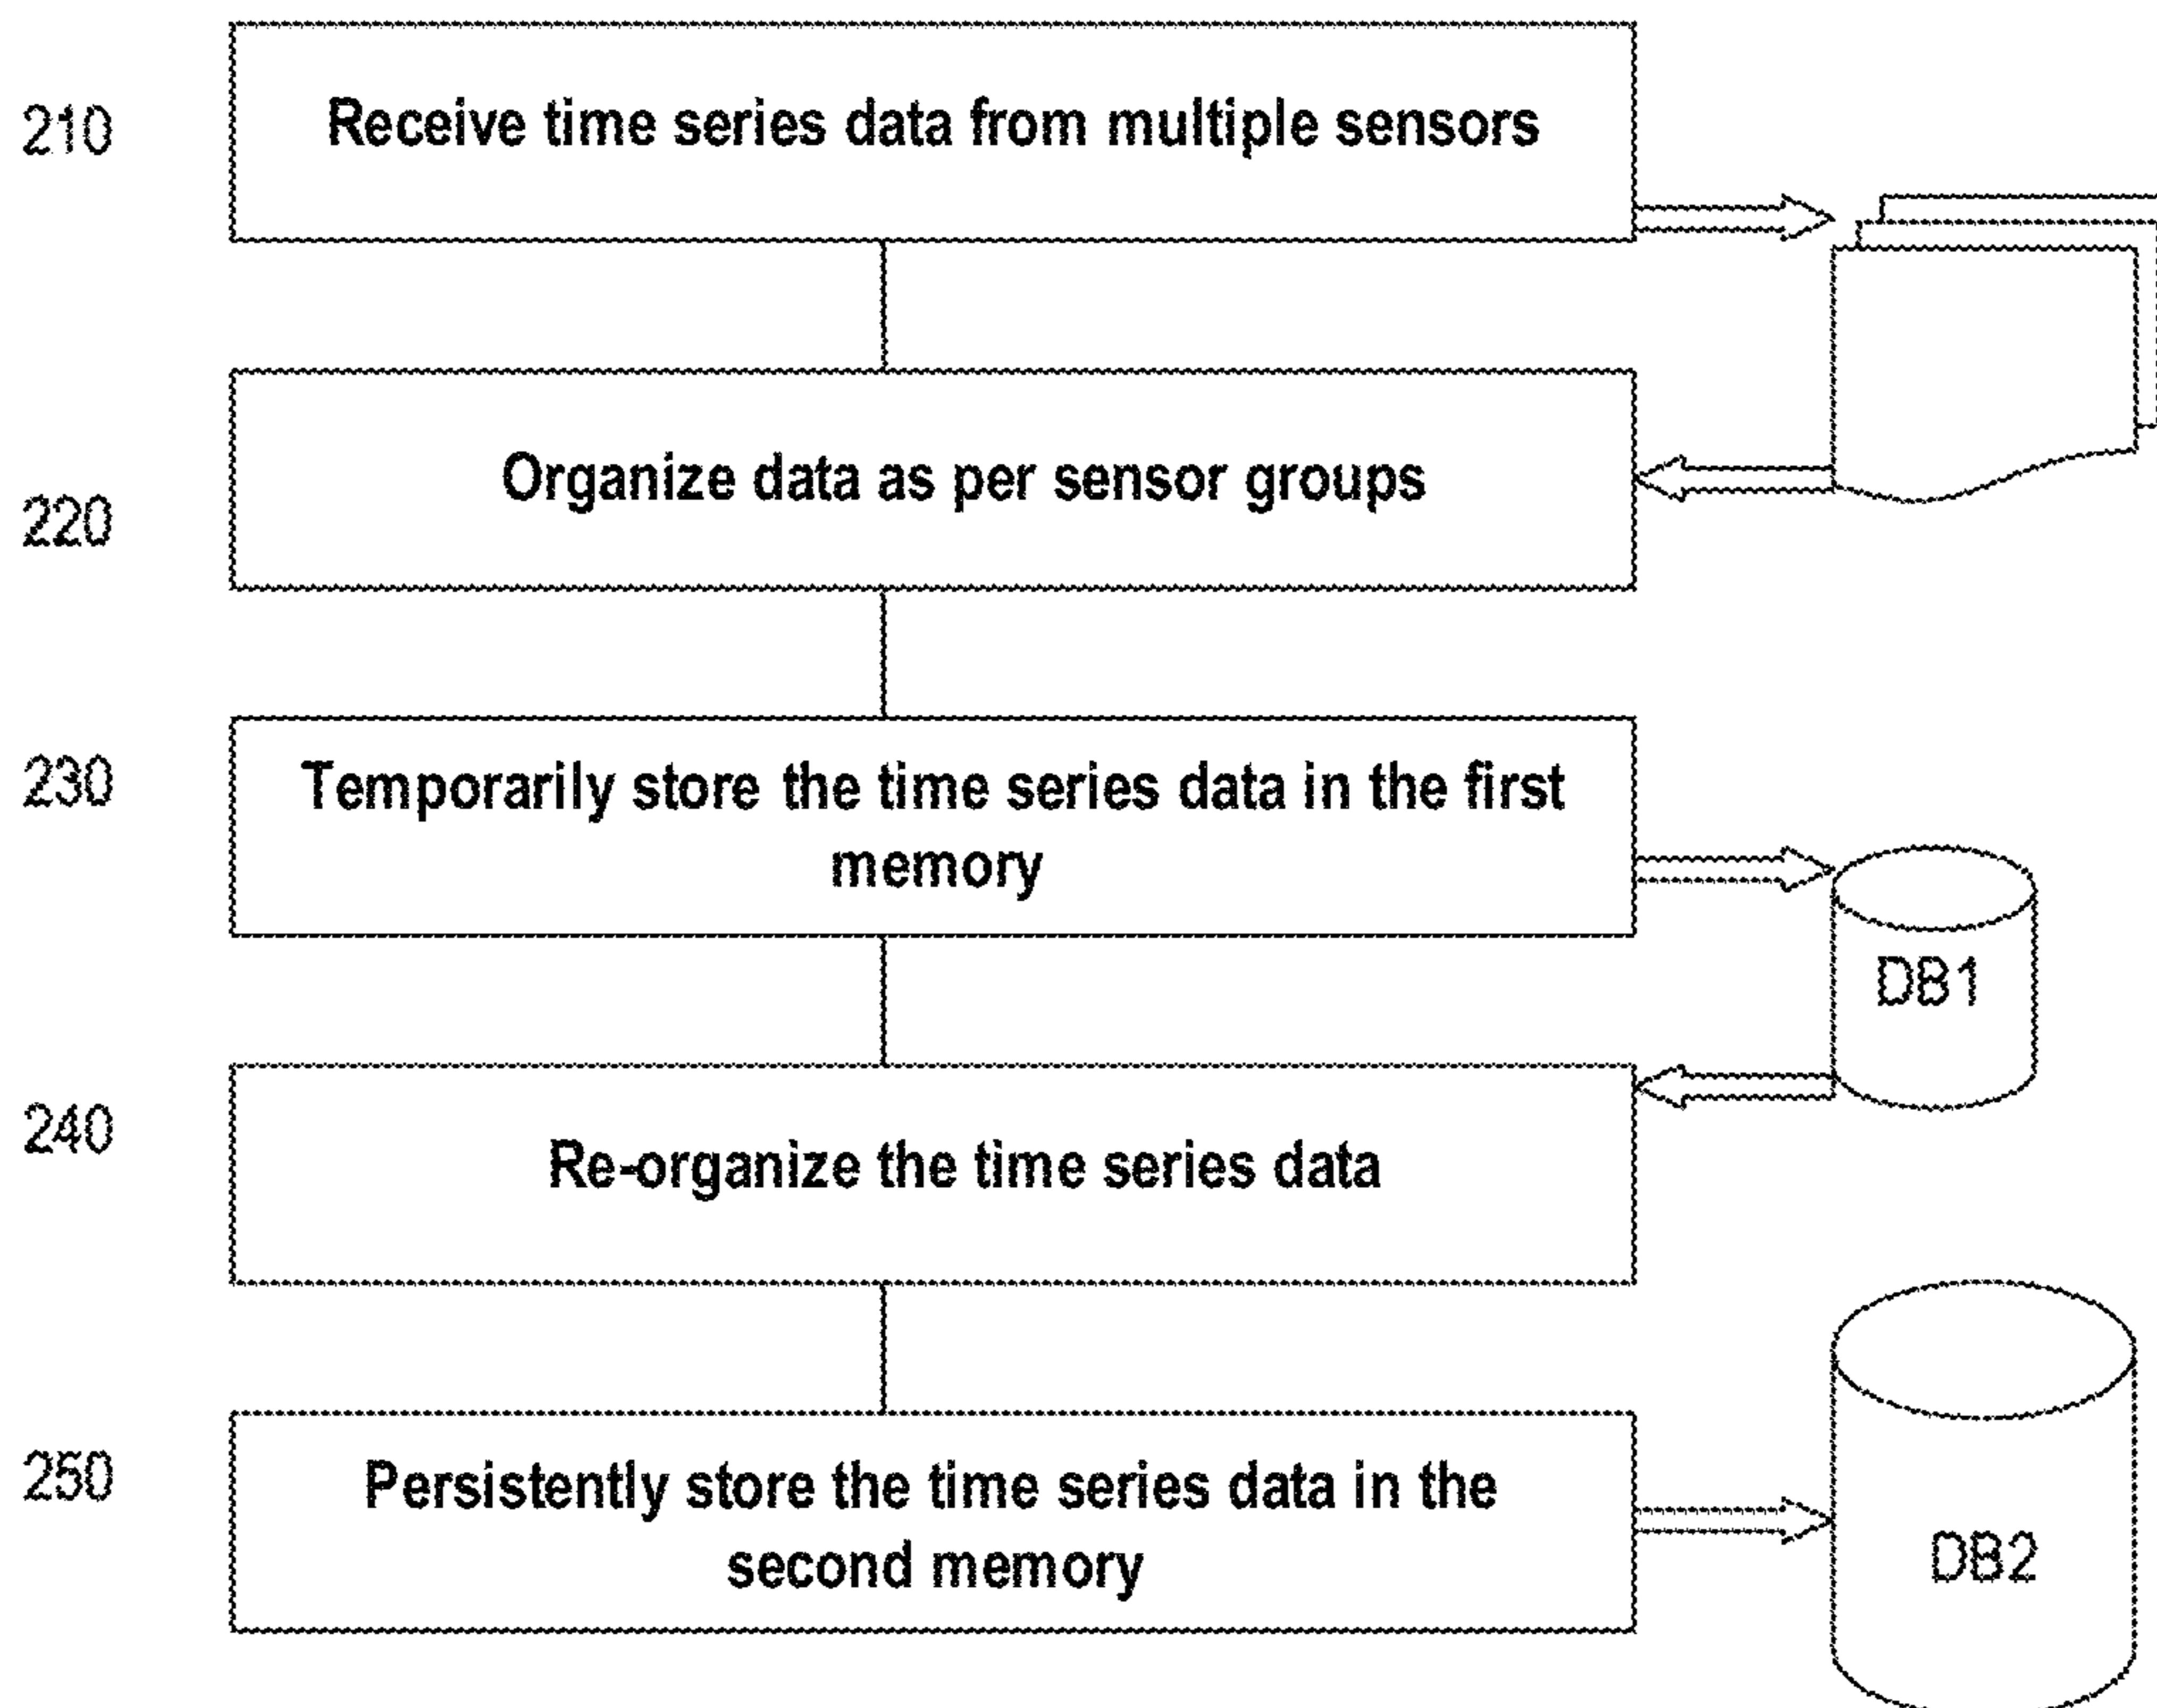 210
Receive time series data from multiple sensors
Organize data as per sensor groups
220
230
Temporarily store the time series data in the first
memory
DB1
240
Re-organize the time series data
250
Persistently store the time series data in the
second memory
DB2